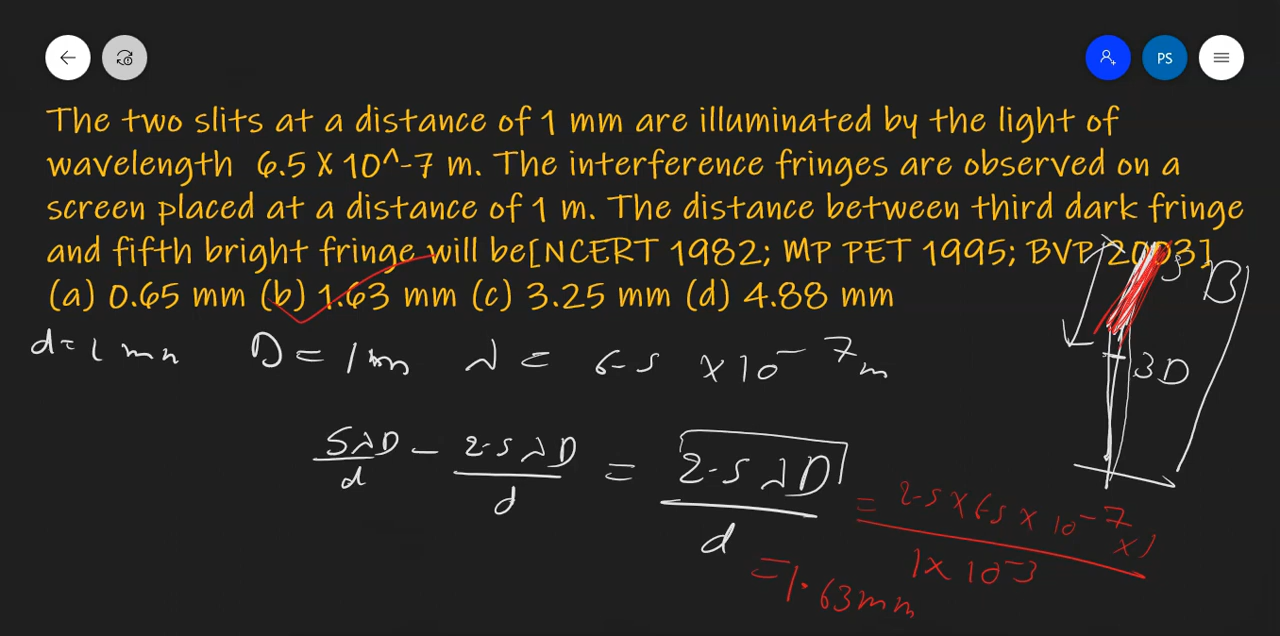 PS
The two slits at a distance of 1 mm are illuminated by the light of
wavelength 6.5 X 10^-7 m. The interference fringes are observed on a
screen placed at a distance of 1 m. The distance between third dark fringe
and fifth bright fringe will be[NCERT 1982; MP PET 1995; BVP 2003]
(a) 0.65 mm (b) 1.63 mm (c) 3.25 mm (d) 4.88 mm
5 B
d = 1 mm D = 1 m λ = 6.5 × 10⁻⁷ m
3D
5λD/d - 2.5λD/d = 2.5λD/d
= 2.5 × 6.5 × 10⁻⁷ × 1 / 1 × 10⁻³
= 1.63 mm